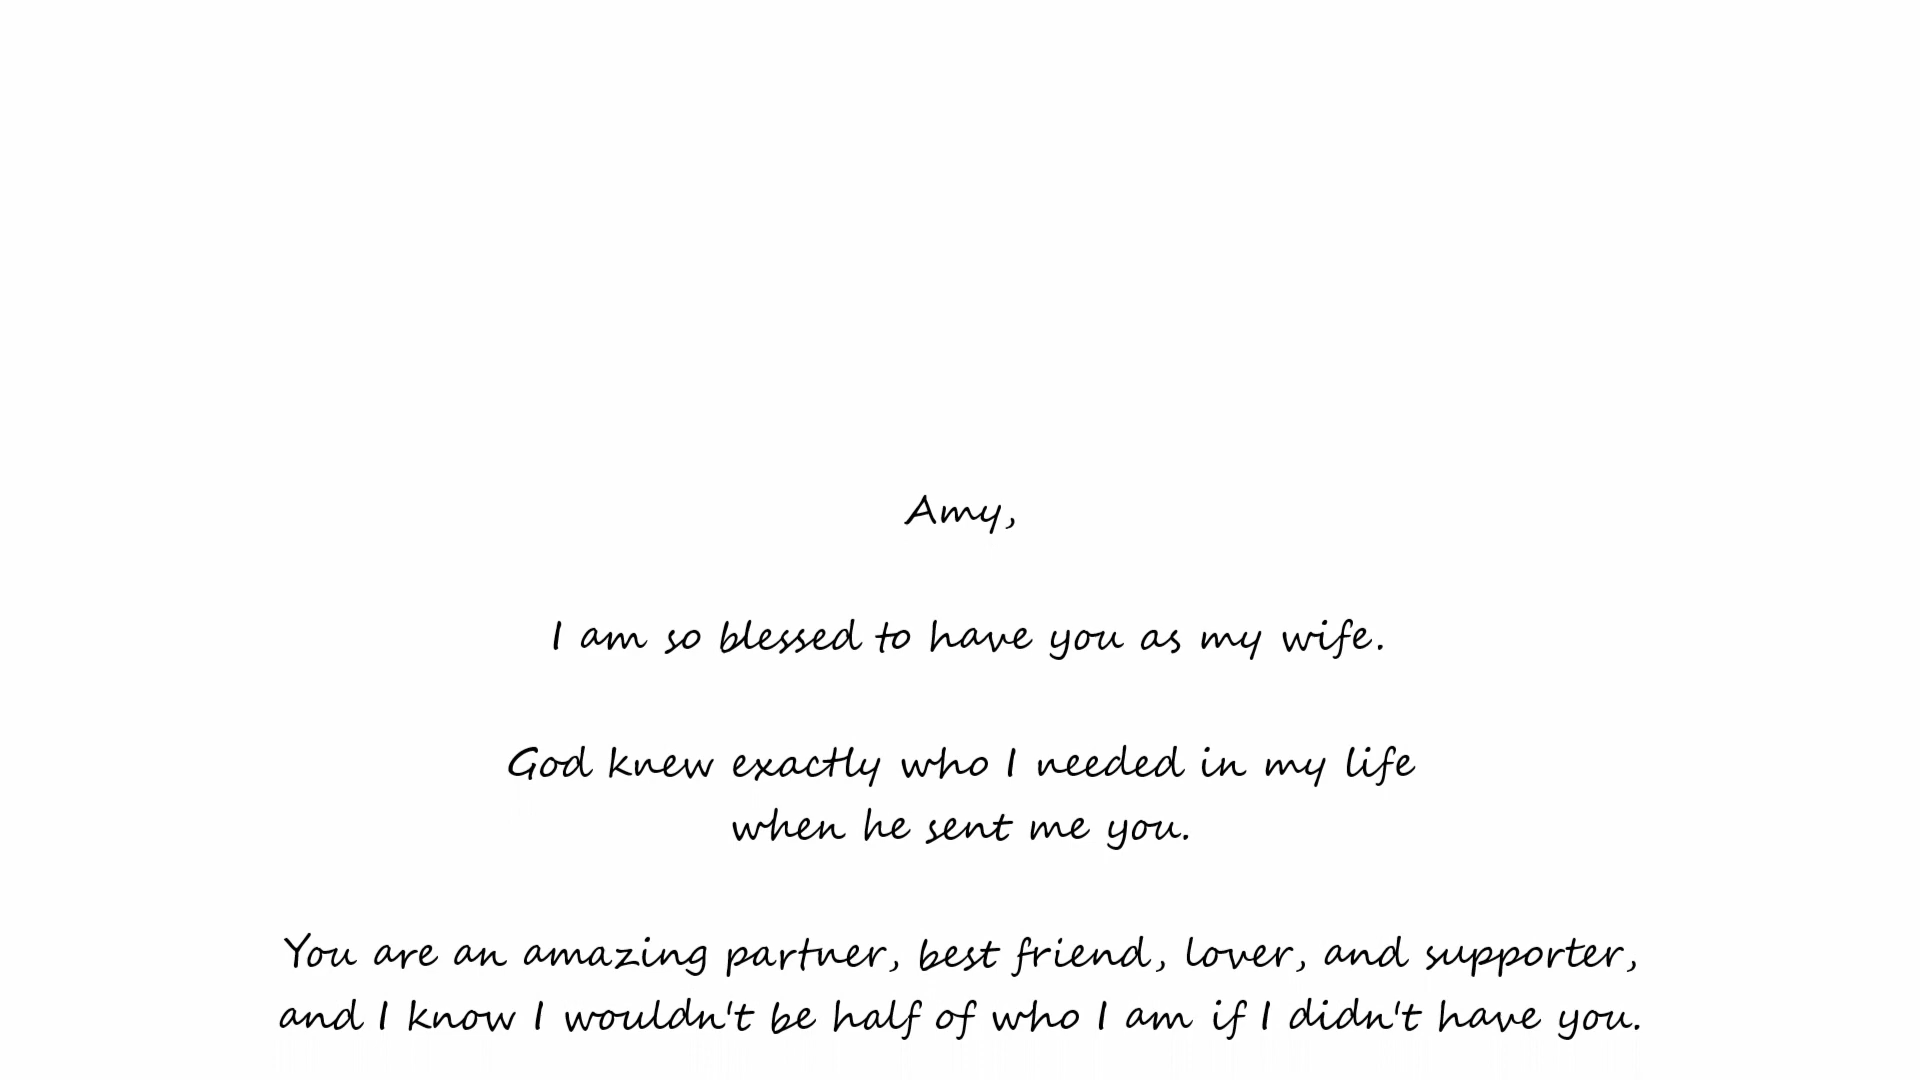 Amy,
I am so blessed to have you as my wife.
God knew exactly who I needed in my life
when he sent me you.
You are an amazing partner, best friend, lover, and supporter,
and I know I wouldn't be half of who I am if I didn't have you.